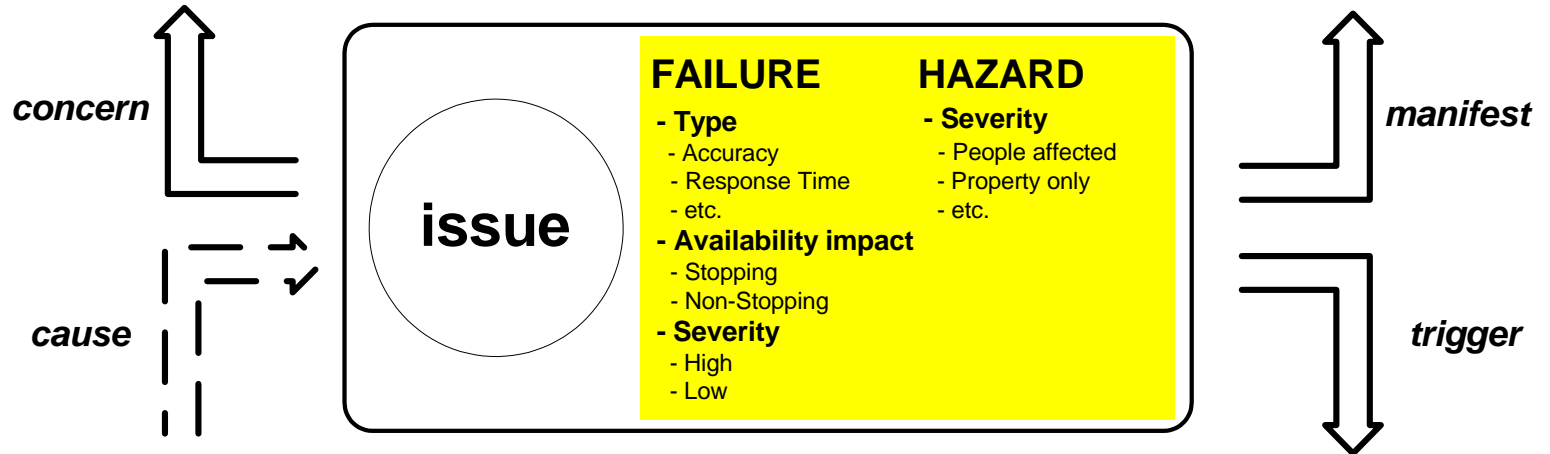 concern
cause
issue
FAILURE
- Type
- Accuracy
- Response Time
- etc.
- Availability impact
- Stopping
- Non-Stopping
- Severity
- High
- Low
HAZARD
- Severity
- People affected
- Property only
- etc.
manifest
trigger